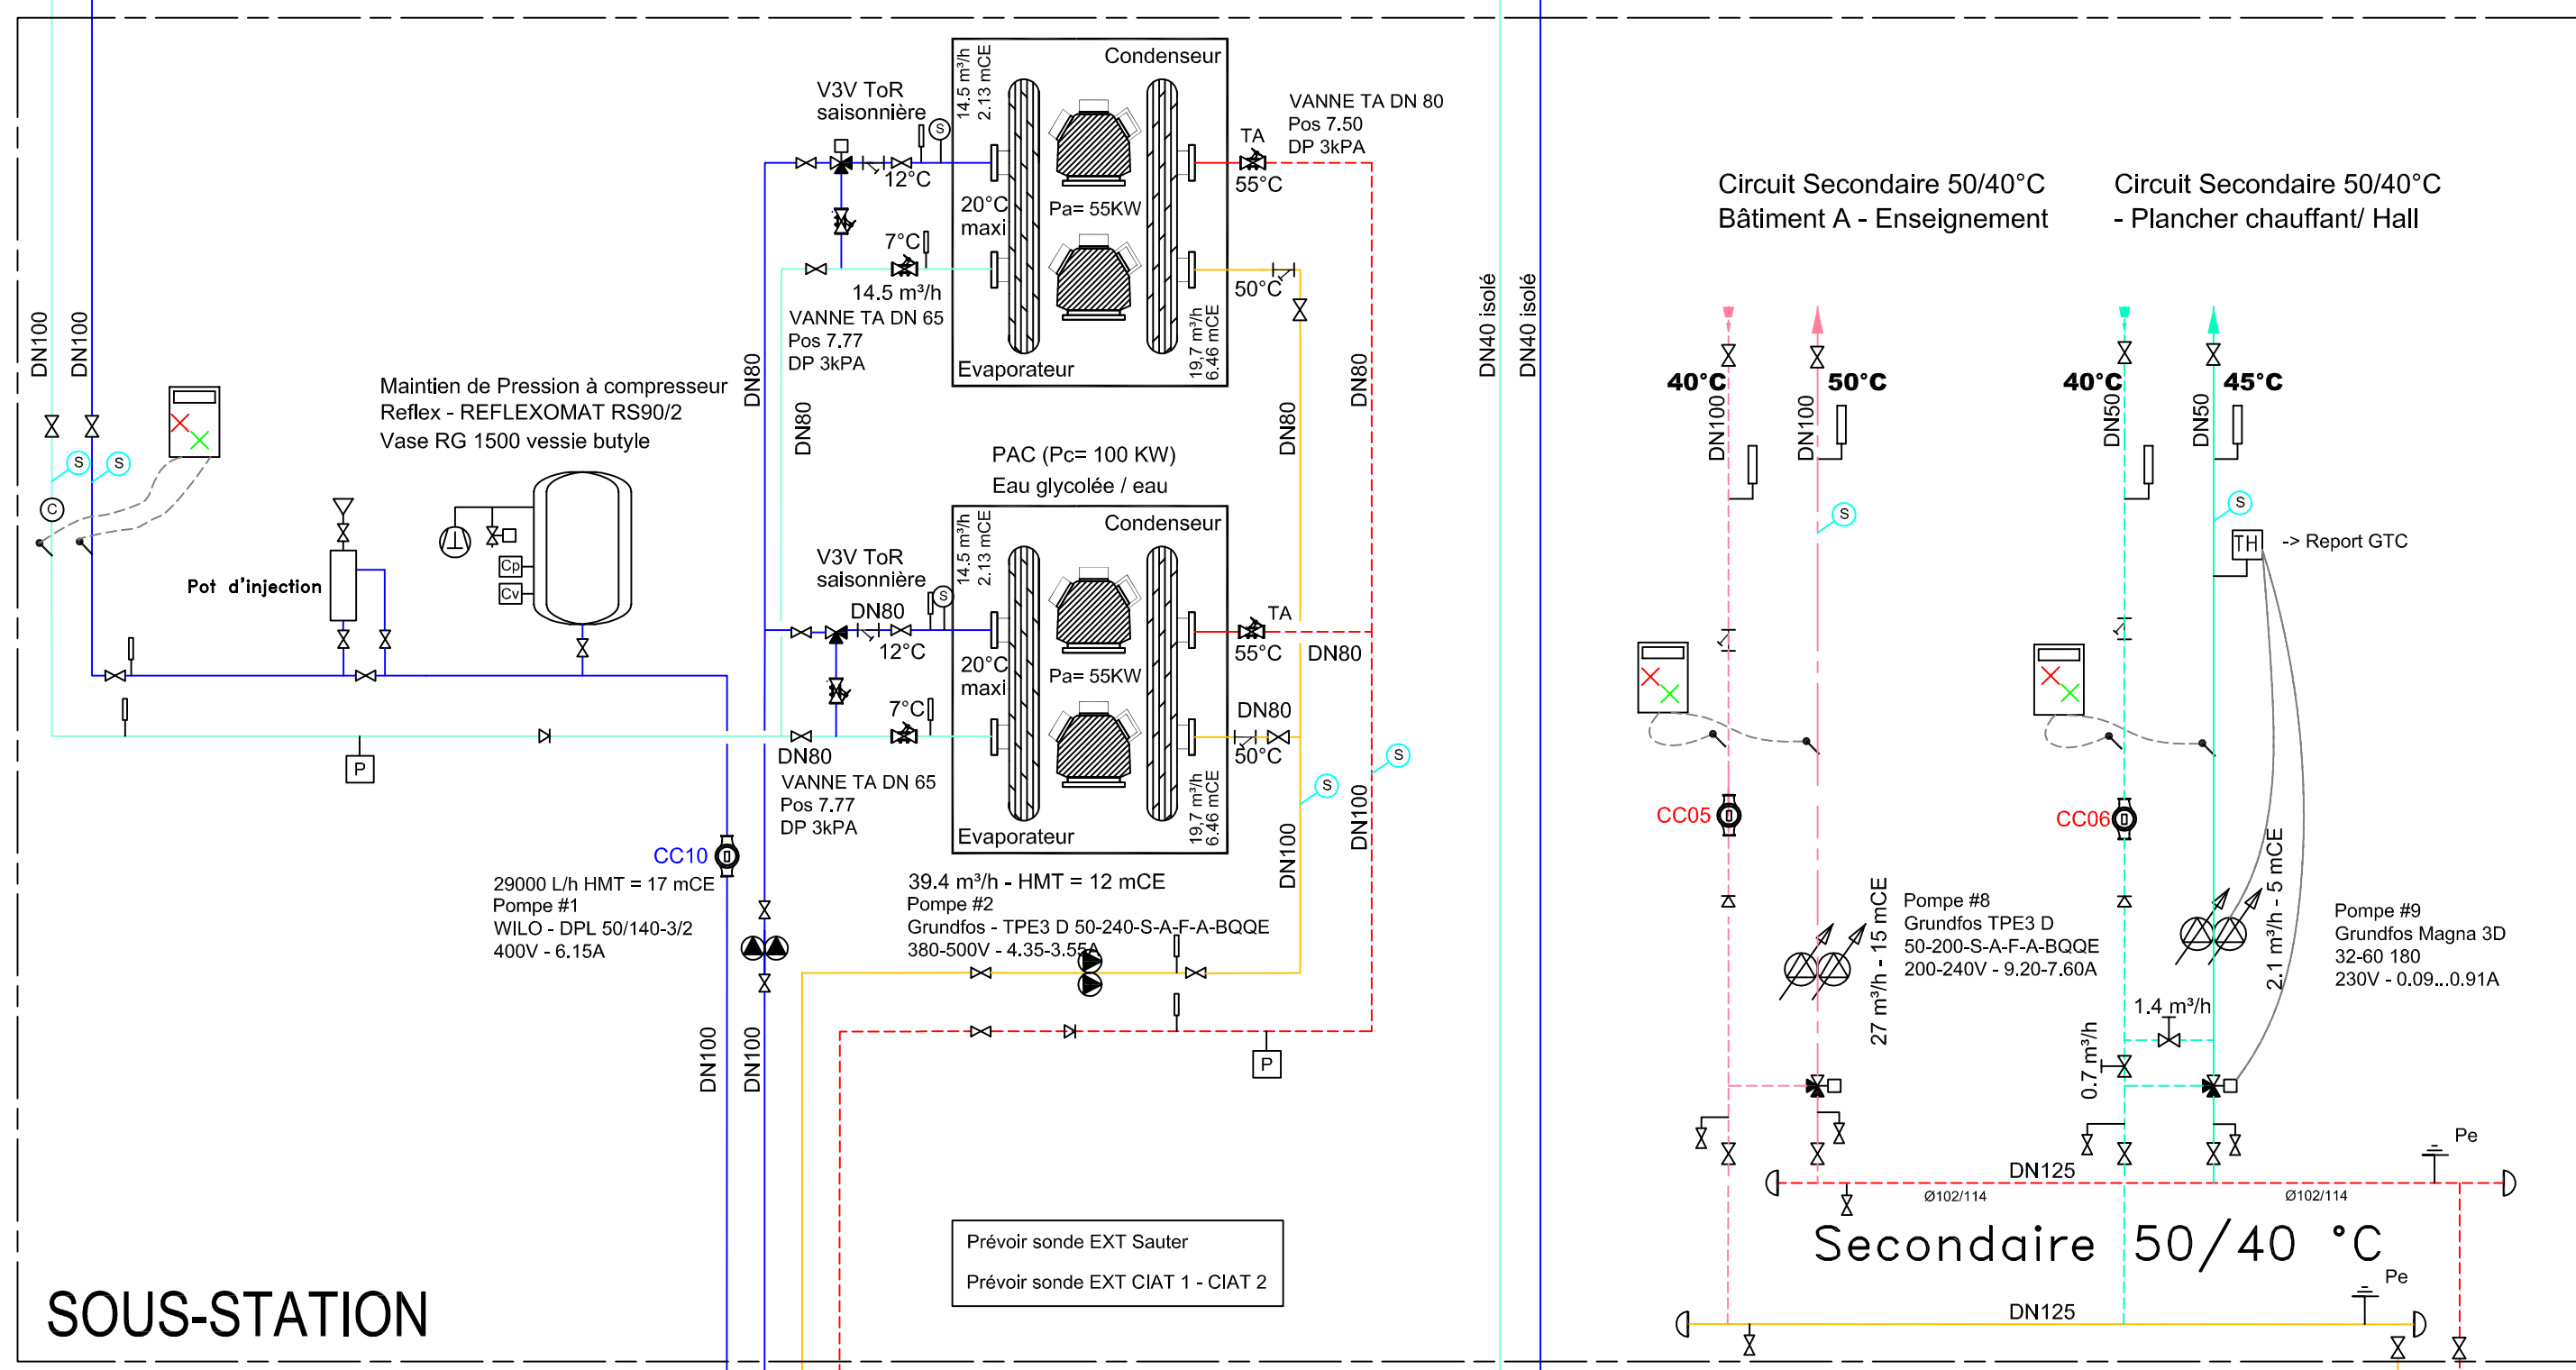 Condenseur
14.5 m³/h
2.13 mCE
V3V ToR
saisonnière
S
12°C
20°C
maxi
Pa= 55KW
7°C
14.5 m³/h
VANNE TA DN 65
Pos 7.77
DP 3kPA
Evaporateur
19,7 m³/h
6.46 mCE
VANNE TA DN 80
Pos 7.50
DP 3kPA
TA
55°C
50°C
DN80
DN80
DN80
DN80
DN100
DN100
S
S
C
Maintien de Pression à compresseur
Reflex - REFLEXOMAT RS90/2
Vase RG 1500 vessie butyle
Pot d'injection
Cp
Cv
P
PAC (Pc= 100 KW)
Eau glycolée / eau
Condenseur
14.5 m³/h
2.13 mCE
V3V ToR
saisonnière
S
DN80
12°C
20°C
maxi
Pa= 55KW
7°C
DN80
VANNE TA DN 65
Pos 7.77
DP 3kPA
Evaporateur
19,7 m³/h
6.46 mCE
TA
55°C
DN80
DN80
50°C
S
S
DN100
DN100
CC10
29000 L/h HMT = 17 mCE
Pompe #1
WILO - DPL 50/140-3/2
400V - 6.15A
39.4 m³/h - HMT = 12 mCE
Pompe #2
Grundfos - TPE3 D 50-240-S-A-F-A-BQQE
380-500V - 4.35-3.55A
P
DN100
DN100
Prévoir sonde EXT Sauter
Prévoir sonde EXT CIAT 1 - CIAT 2
SOUS-STATION
DN40 isolé
DN40 isolé
Circuit Secondaire 50/40°C
Bâtiment A - Enseignement
Circuit Secondaire 50/40°C
- Plancher chauffant/ Hall
40°C
50°C
40°C
45°C
DN100
DN100
DN50
DN50
S
S
TH
-> Report GTC
CC05
CC06
27 m³/h - 15 mCE
Pompe #8
Grundfos TPE3 D
50-200-S-A-F-A-BQQE
200-240V - 9.20-7.60A
2.1 m³/h - 5 mCE
Pompe #9
Grundfos Magna 3D
32-60 180
230V - 0.09...0.91A
1.4 m³/h
0.7 m³/h
Pe
DN125
Ø102/114
Ø102/114
Secondaire 50/40 °C
Pe
DN125